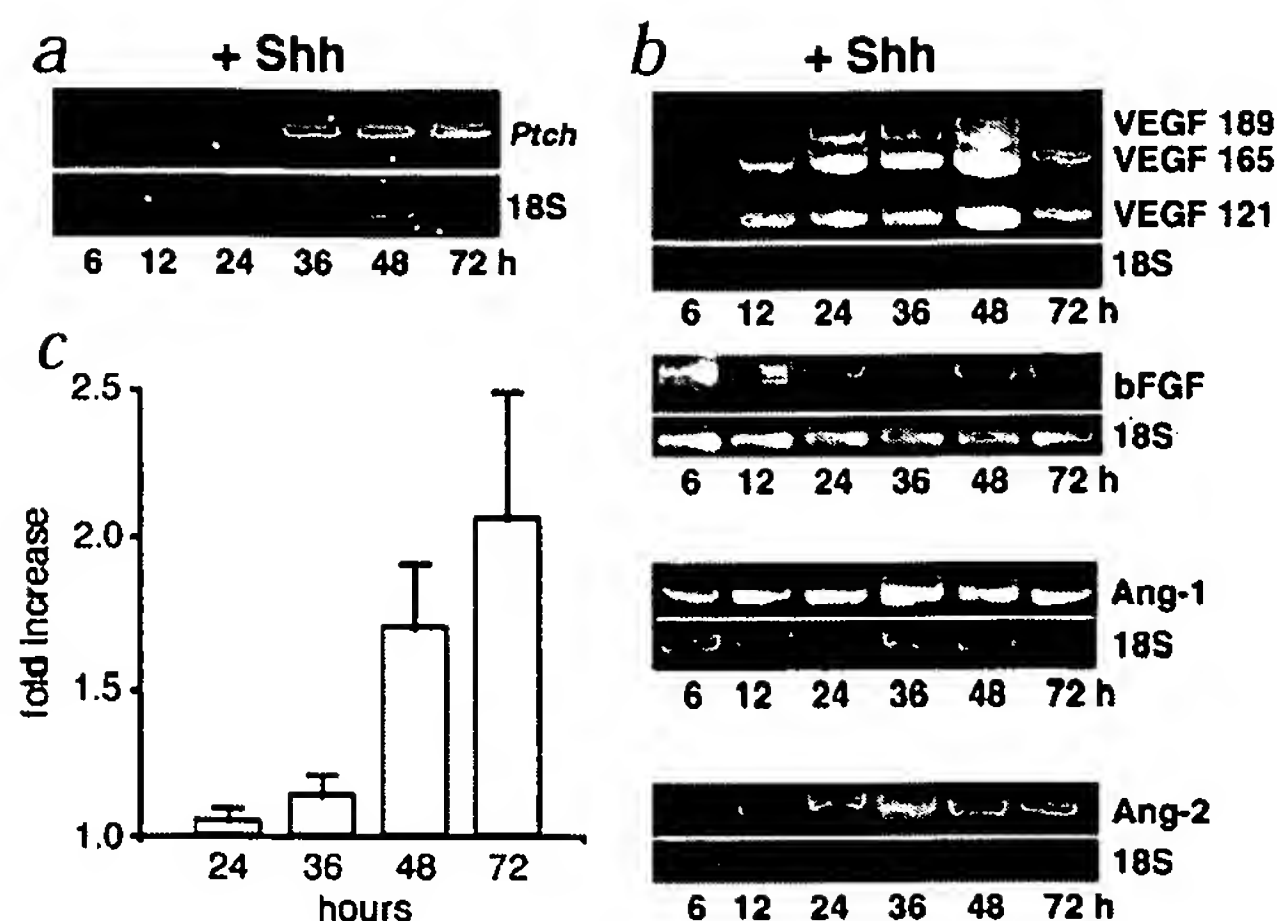 a
+ Shh
Ptch
18S
6 12 24 36 48 72 h
b
+ Shh
VEGF 189
VEGF 165
VEGF 121
18S
6 12 24 36 48 72 h
bFGF
18S
6 12 24 36 48 72 h
Ang-1
18S
6 12 24 36 48 72 h
Ang-2
18S
6 12 24 36 48 72 h
c
fold Increase
2.5
2.0
1.5
1.0
24 36 48 72
hours